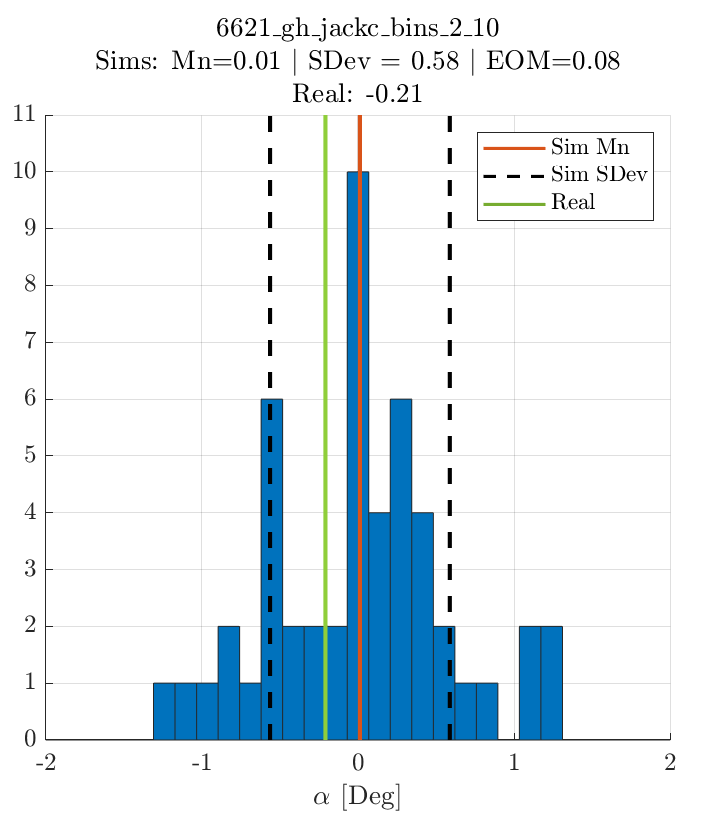 6621_gh_jackc_bins_2_10
Sims: Mn=0.01 | SDev = 0.58 | EOM=0.08
Real: -0.21
11
10
9
8
7
6
5
4
3
2
1
0
Sim Mn
Sim SDev
Real
-2
-1
0
1
2
α [Deg]